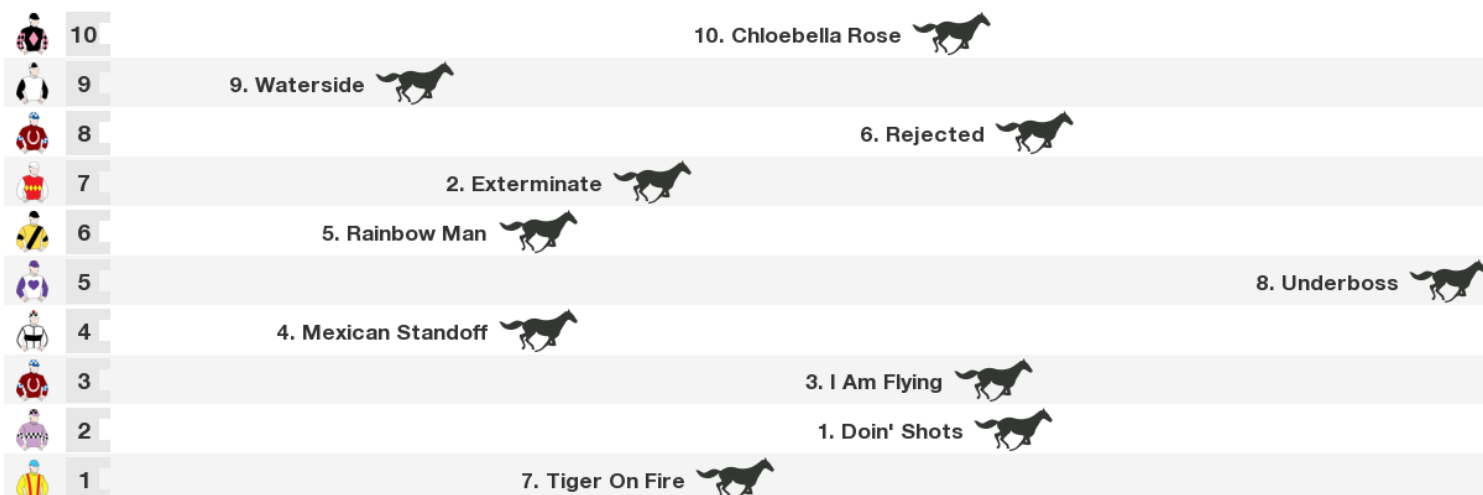 10 10. Chloebella Rose
9 9. Waterside
8 6. Rejected
7 2. Exterminate
6 5. Rainbow Man
5 8. Underboss
4 4. Mexican Standoff
3 3. I Am Flying
2 1. Doin' Shots
1 7. Tiger On Fire